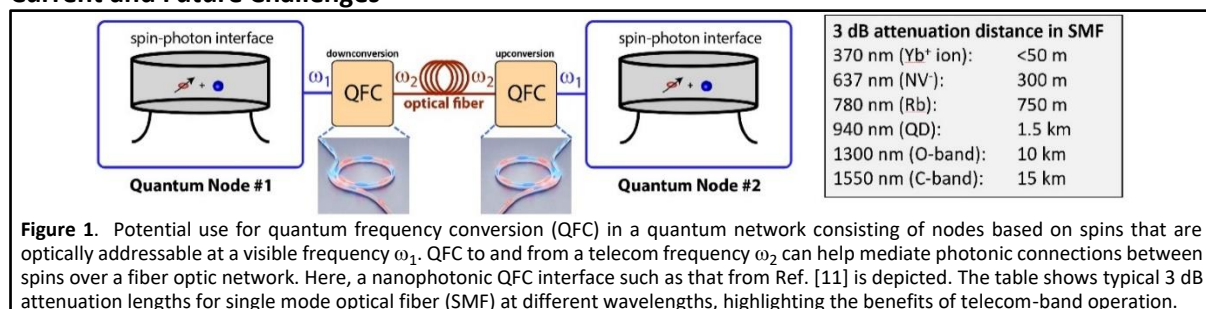 Current and Future Challenges
spin-photon interface
downconversion
upconversion
spin-photon interface
ω1
QFC
ω2
ω2
QFC
ω1
optical fiber
+
+
Quantum Node #1
Quantum Node #2
3 dB attenuation distance in SMF
370 nm (Yb+ ion): <50 m
637 nm (NV-): 300 m
780 nm (Rb): 750 m
940 nm (QD): 1.5 km
1300 nm (O-band): 10 km
1550 nm (C-band): 15 km
Figure 1. Potential use for quantum frequency conversion (QFC) in a quantum network consisting of nodes based on spins that are
optically addressable at a visible frequency ω1. QFC to and from a telecom frequency ω2 can help mediate photonic connections between
spins over a fiber optic network. Here, a nanophotonic QFC interface such as that from Ref. [11] is depicted. The table shows typical 3 dB
attenuation lengths for single mode optical fiber (SMF) at different wavelengths, highlighting the benefits of telecom-band operation.